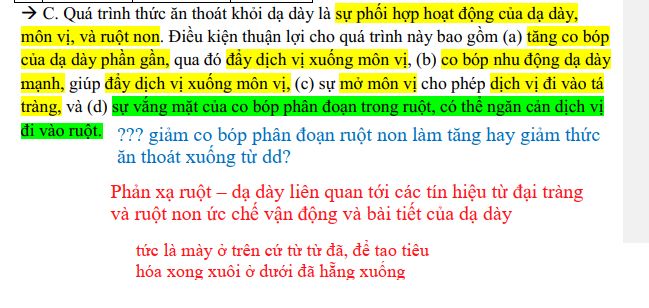 → C. Quá trình thức ăn thoát khỏi dạ dày là sự phối hợp hoạt động của dạ dày,
môn vị, và ruột non. Điều kiện thuận lợi cho quá trình này bao gồm (a) tăng co bóp
của dạ dày phần gần, qua đó đẩy dịch vị xuống môn vị, (b) co bóp nhu động dạ dày
mạnh, giúp đẩy dịch vị xuống môn vị, (c) sự mở môn vị cho phép dịch vị đi vào tá
tràng, và (d) sự vắng mặt của co bóp phân đoạn trong ruột, có thể ngăn cản dịch vị
đi vào ruột. ??? giảm co bóp phân đoạn ruột non làm tăng hay giảm thức
ăn thoát xuống từ dd?
Phản xạ ruột – dạ dày liên quan tới các tín hiệu từ đại tràng
và ruột non ức chế vận động và bài tiết của dạ dày
tức là mày ở trên cứ từ từ đã, để tao tiêu
hóa xong xuôi ở dưới đã hẵng xuống